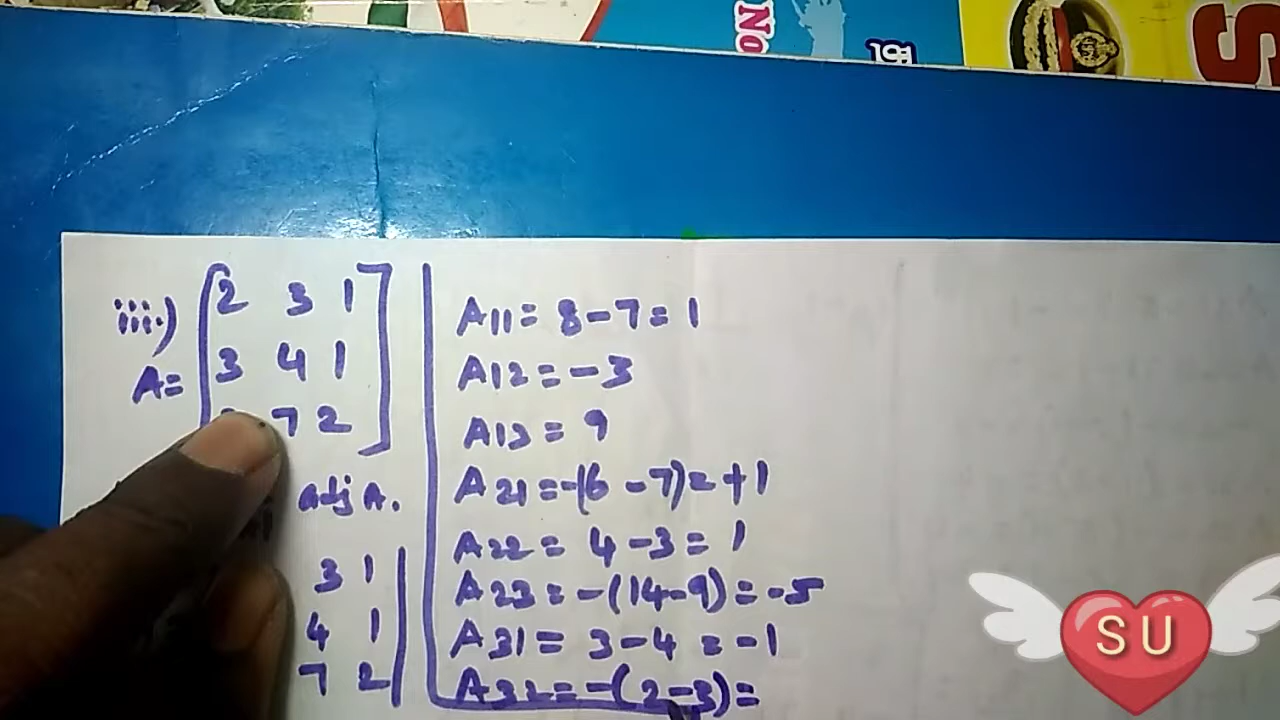 No
S
iii.)
A=
2 3 1
3 4 1
7 2
adj A.
3 1
4 1
7 2
A11 = 8-7 = 1
A12 = -3
A13 = 9
A21 = -(6-7) = +1
A22 = 4-3 = 1
A23 = -(14-9) = -5
A31 = 3-4 = -1
A32 = -(2-3) =
SU